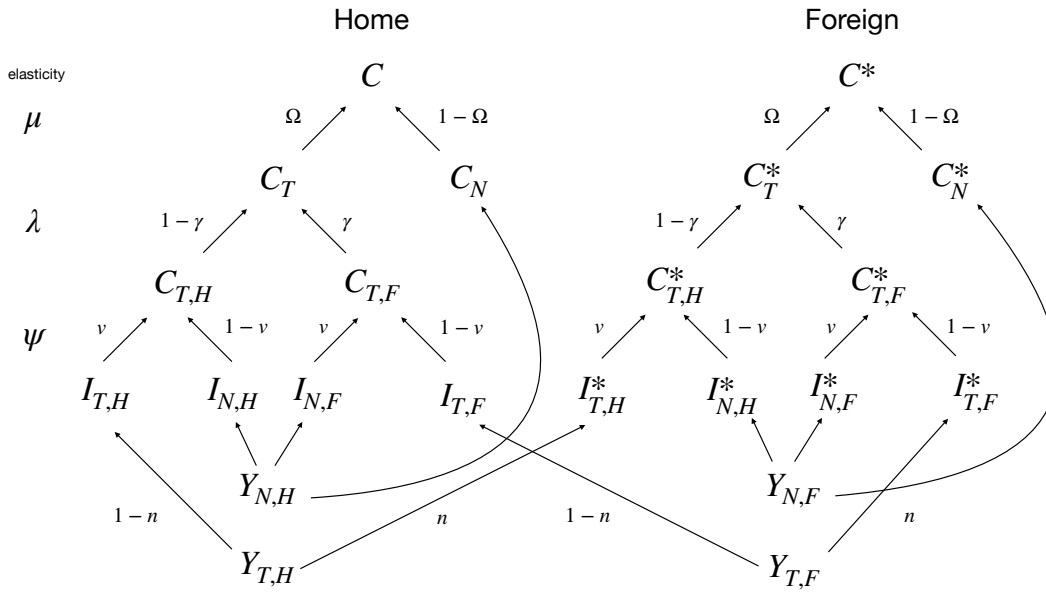 Home Foreign
elasticity C C*
μ Ω 1 − Ω Ω 1 − Ω
C_T C_N C*_T C*_N
λ 1 − γ γ 1 − γ γ
C_{T,H} C_{T,F} C*_{T,H} C*_{T,F}
ψ ν 1 − ν ν 1 − ν ν 1 − ν ν 1 − ν
I_{T,H} I_{N,H} I_{N,F} I_{T,F} I*_{T,H} I*_{N,H} I*_{N,F} I*_{T,F}
Y_{N,H} Y_{N,F}
1 − n n 1 − n n
Y_{T,H} Y_{T,F}